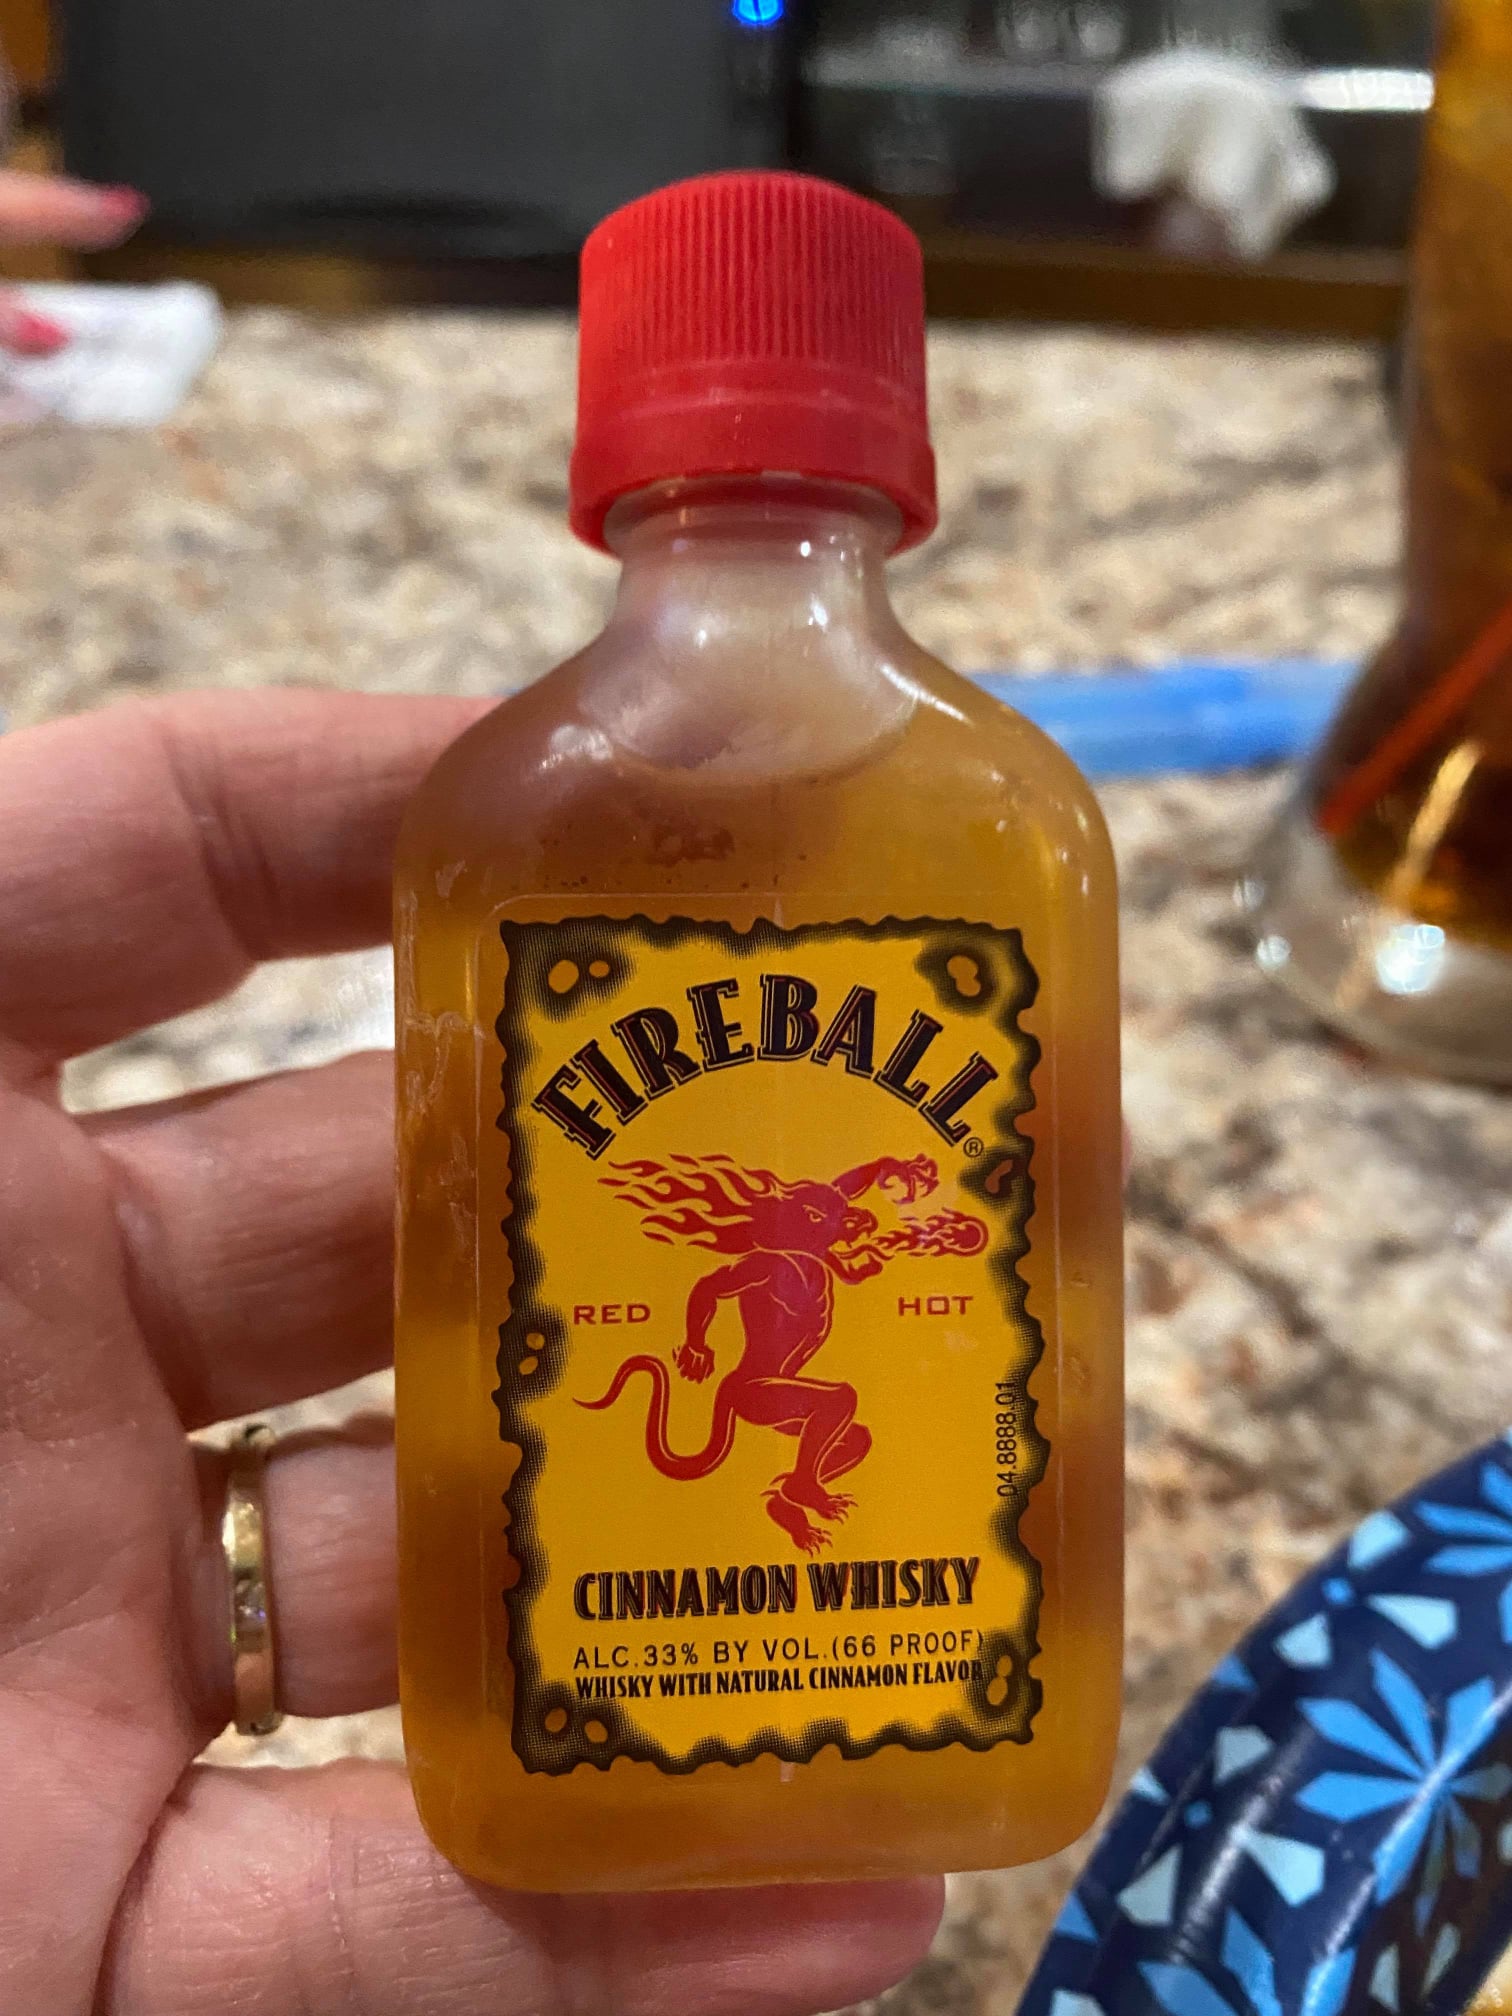 FIREBALL®
RED HOT
04.8888.01
CINNAMON WHISKY
ALC.33% BY VOL.(66 PROOF)
WHISKY WITH NATURAL CINNAMON FLAVOR